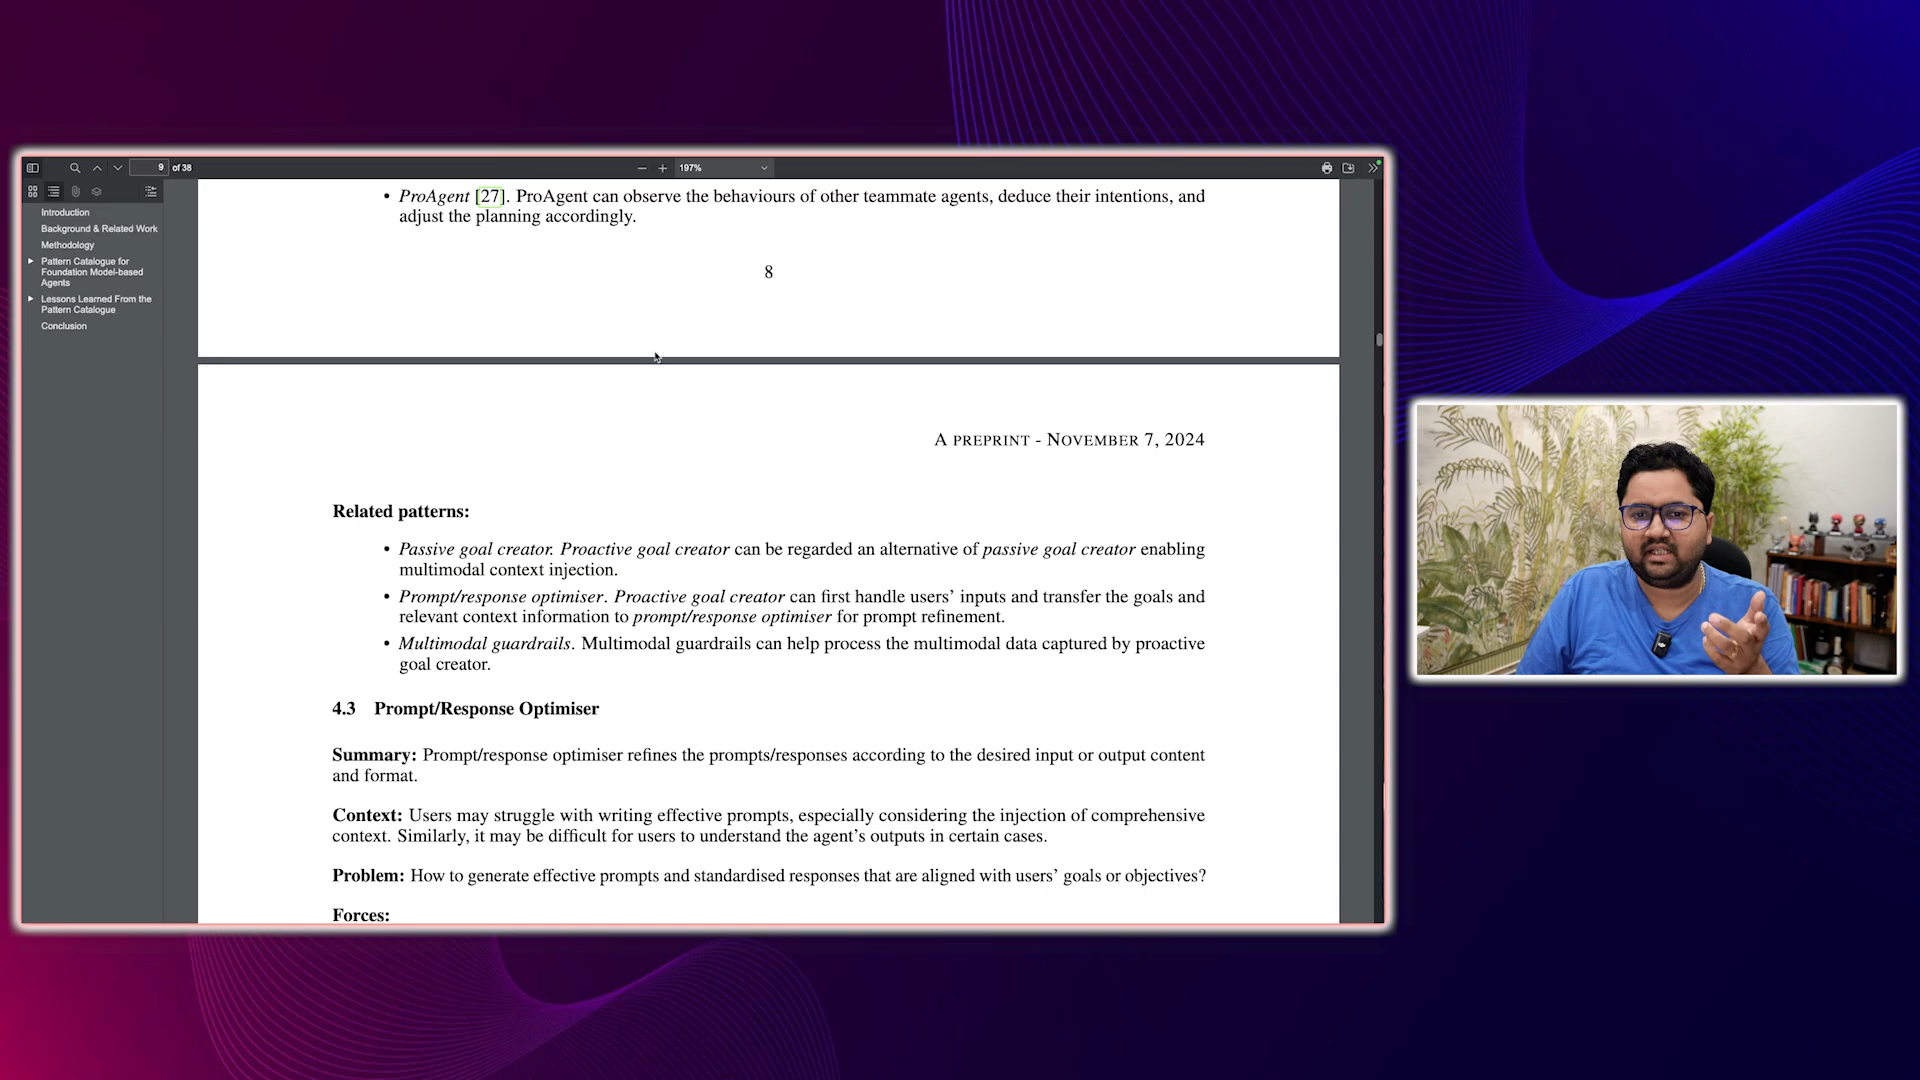 9 of 38
197%
Introduction
Background & Related Work
Methodology
Pattern Catalogue for
Foundation Model-based
Agents
Lessons Learned From the
Pattern Catalogue
Conclusion
• ProAgent [27]. ProAgent can observe the behaviours of other teammate agents, deduce their intentions, and
adjust the planning accordingly.
8
A PREPRINT - NOVEMBER 7, 2024
Related patterns:
• Passive goal creator. Proactive goal creator can be regarded an alternative of passive goal creator enabling
multimodal context injection.
• Prompt/response optimiser. Proactive goal creator can first handle users' inputs and transfer the goals and
relevant context information to prompt/response optimiser for prompt refinement.
• Multimodal guardrails. Multimodal guardrails can help process the multimodal data captured by proactive
goal creator.
4.3 Prompt/Response Optimiser
Summary: Prompt/response optimiser refines the prompts/responses according to the desired input or output content
and format.
Context: Users may struggle with writing effective prompts, especially considering the injection of comprehensive
context. Similarly, it may be difficult for users to understand the agent's outputs in certain cases.
Problem: How to generate effective prompts and standardised responses that are aligned with users' goals or objectives?
Forces: